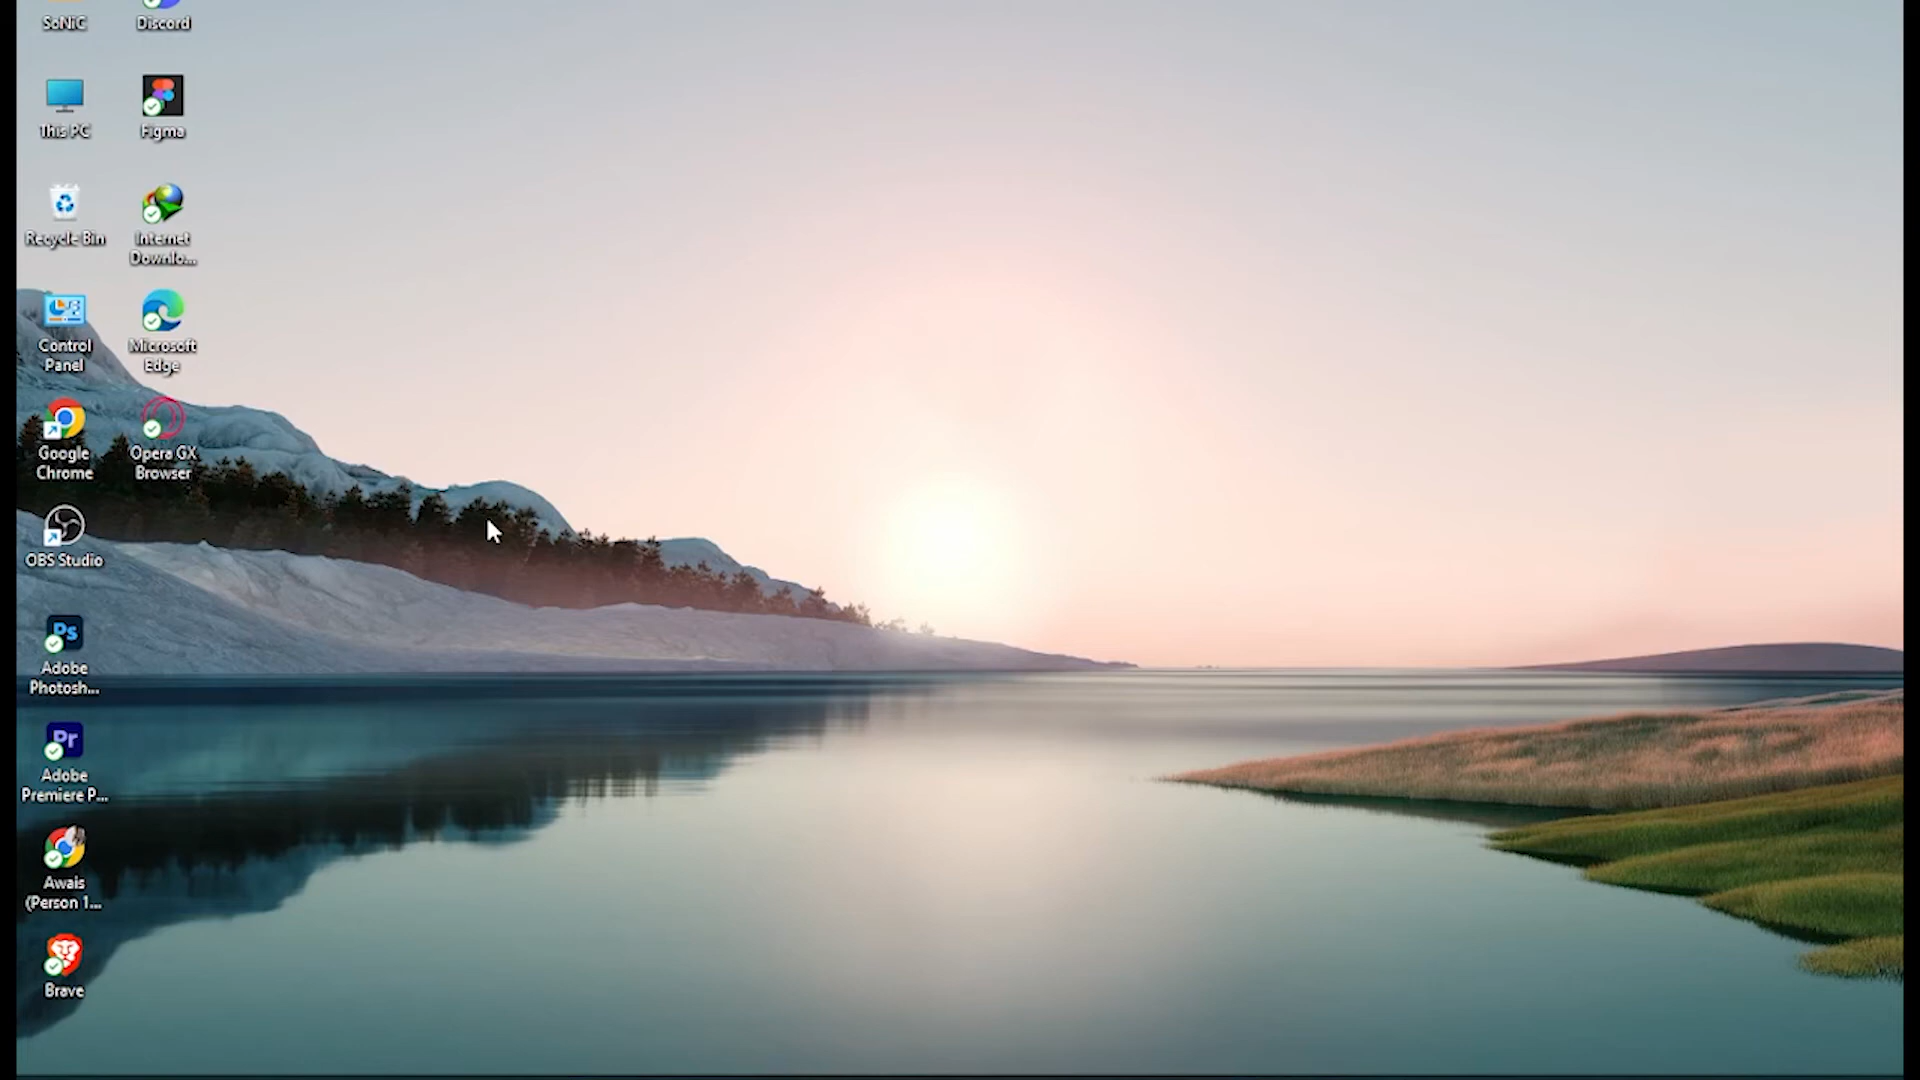 SoNiC
Discord
This PC
Figma
Recycle Bin
Internet
Downlo...
Control
Panel
Microsoft
Edge
Google
Chrome
Opera GX
Browser
OBS Studio
Ps
Adobe
Photosh...
Pr
Adobe
Premiere P...
Awais
(Person 1...
Brave